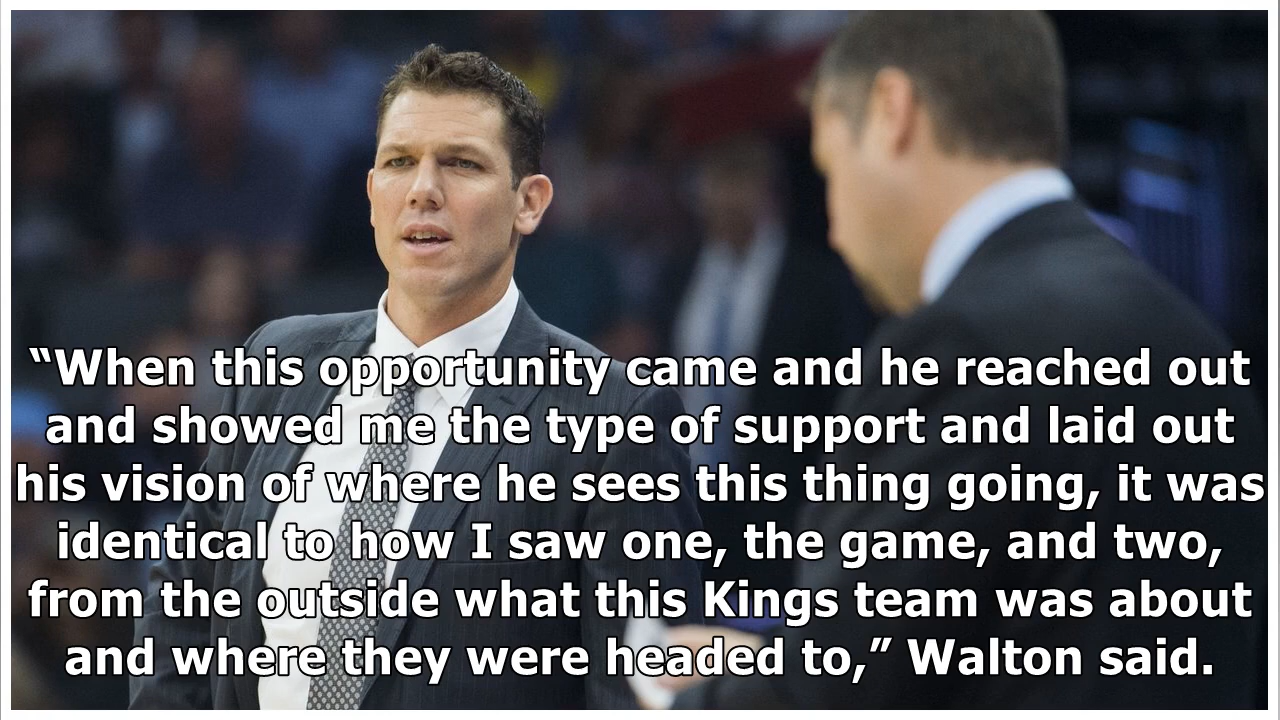 “When this opportunity came and he reached out
and showed me the type of support and laid out
his vision of where he sees this thing going, it was
identical to how I saw one, the game, and two,
from the outside what this Kings team was about
and where they were headed to,” Walton said.